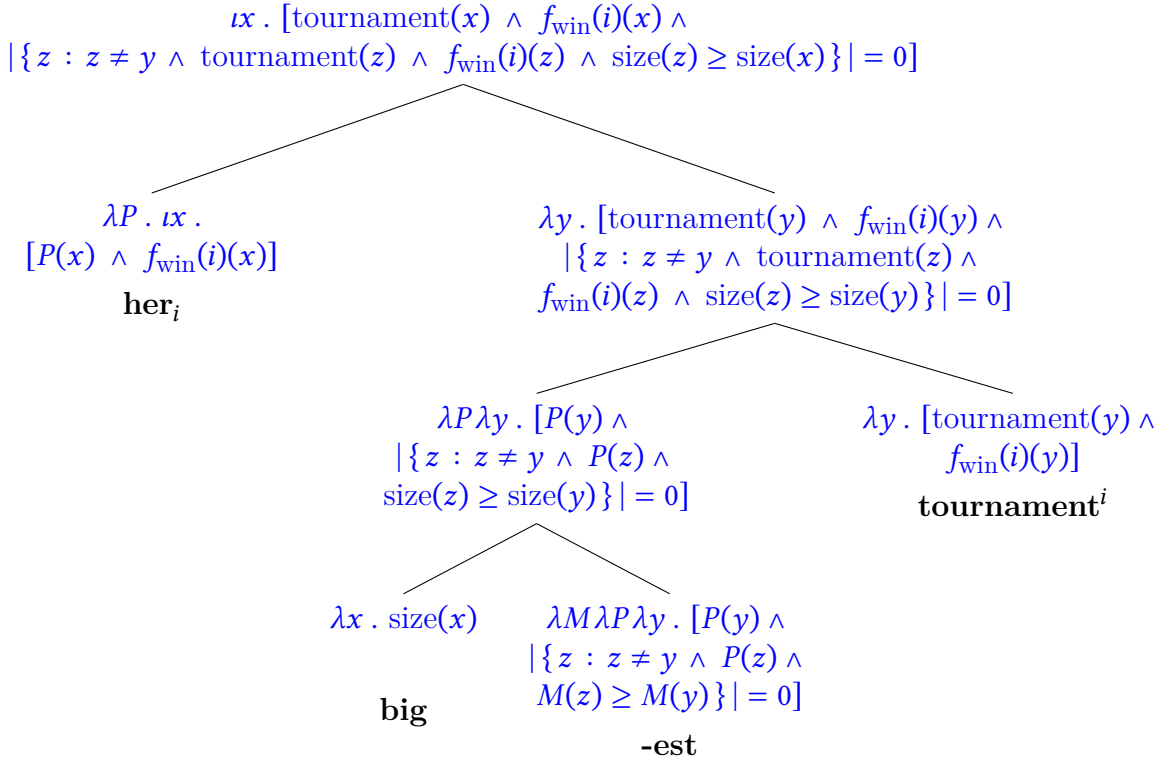 ιx . [tournament(x) ∧ f_win(i)(x) ∧
|{z : z ≠ y ∧ tournament(z) ∧ f_win(i)(z) ∧ size(z) ≥ size(x)}| = 0]
λP . ιx .
[P(x) ∧ f_win(i)(x)]
her_i
λy . [tournament(y) ∧ f_win(i)(y) ∧
|{z : z ≠ y ∧ tournament(z) ∧
f_win(i)(z) ∧ size(z) ≥ size(y)}| = 0]
λPλy . [P(y) ∧
|{z : z ≠ y ∧ P(z) ∧
size(z) ≥ size(y)}| = 0]
λy . [tournament(y) ∧
f_win(i)(y)]
tournament^i
λx . size(x)
big
λMλPλy . [P(y) ∧
|{z : z ≠ y ∧ P(z) ∧
M(z) ≥ M(y)}| = 0]
-est